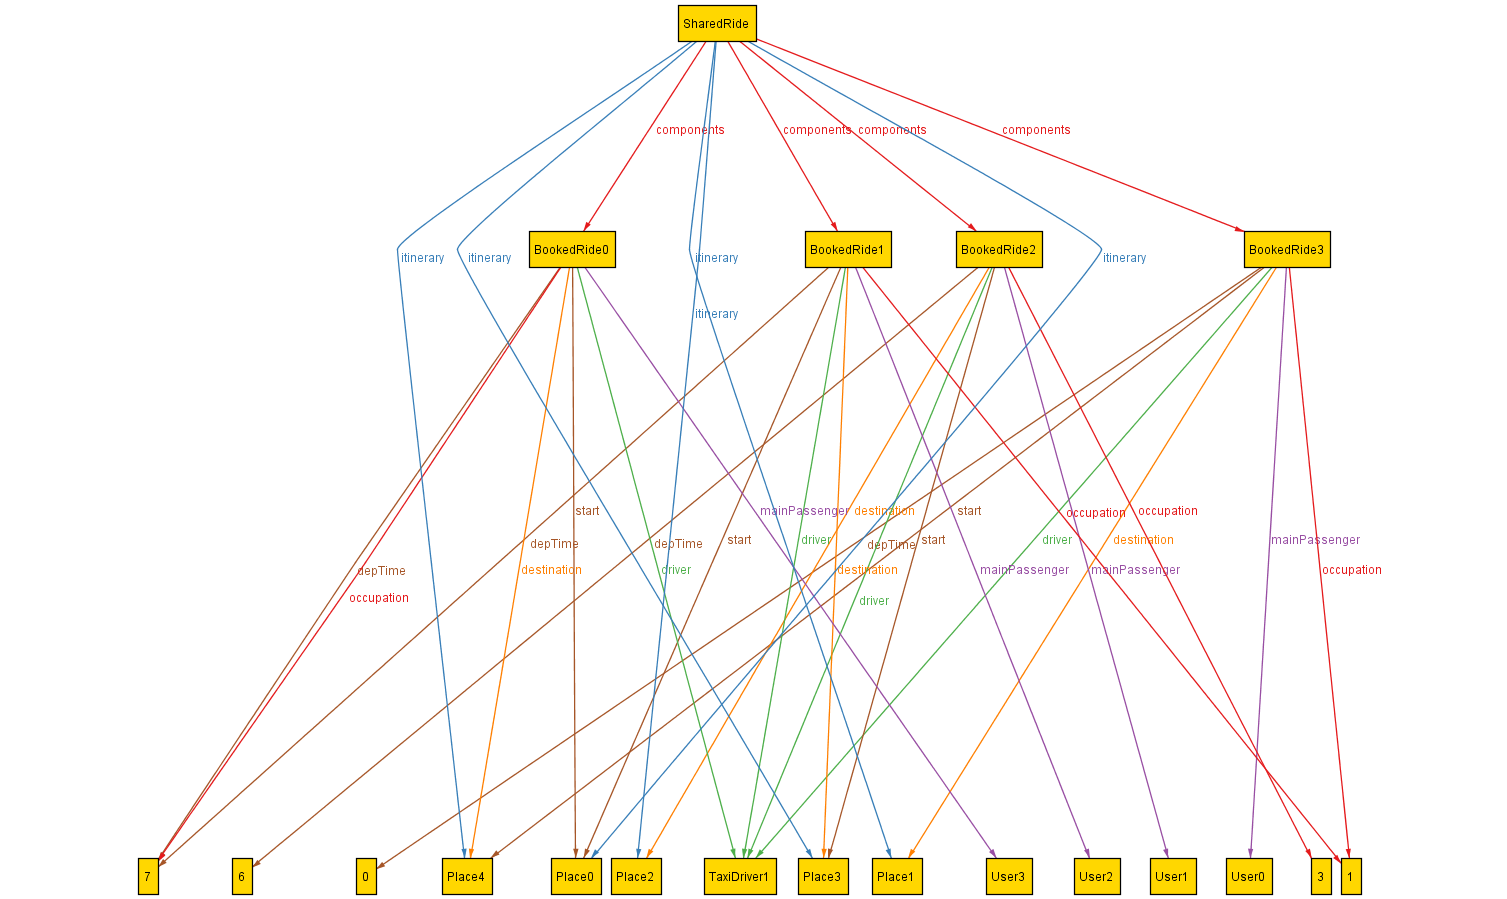 SharedRide
components
components
components
components
itinerary
itinerary
itinerary
itinerary
itinerary
BookedRide0
BookedRide1
BookedRide2
BookedRide3
start
mainPassenger
destination
start
occupation
occupation
depTime
depTime
start
driver
depTime
start
driver
destination
mainPassenger
depTime
destination
driver
destination
mainPassenger
mainPassenger
occupation
occupation
driver
7
6
0
Place4
Place0
Place2
TaxiDriver1
Place3
Place1
User3
User2
User1
User0
3
1